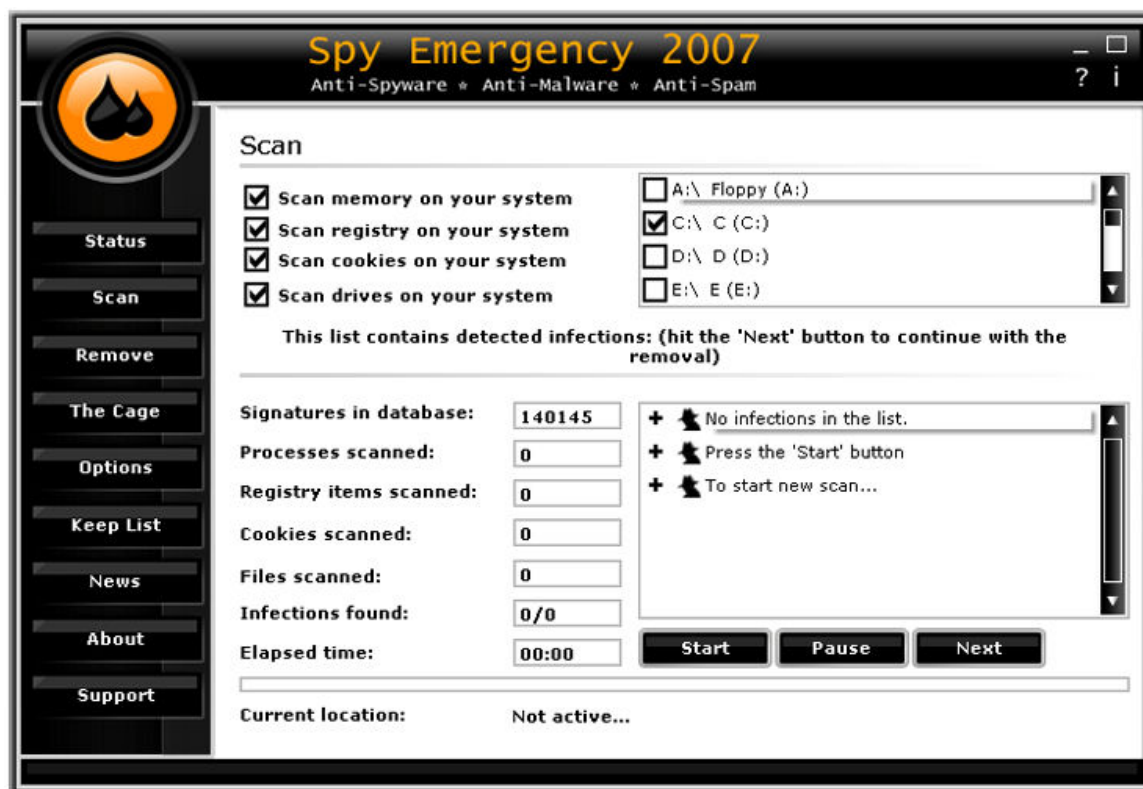 Spy Emergency 2007
Anti-Spyware * Anti-Malware * Anti-Spam
? i
Status
Scan
Remove
The Cage
Options
Keep List
News
About
Support
Scan
Scan memory on your system
Scan registry on your system
Scan cookies on your system
Scan drives on your system
A:\ Floppy (A:)
C:\ C (C:)
D:\ D (D:)
E:\ E (E:)
This list contains detected infections: (hit the 'Next' button to continue with the
removal)
Signatures in database: 140145
Processes scanned: 0
Registry items scanned: 0
Cookies scanned: 0
Files scanned: 0
Infections found: 0/0
Elapsed time: 00:00
No infections in the list.
Press the 'Start' button
To start new scan...
Start Pause Next
Current location: Not active...